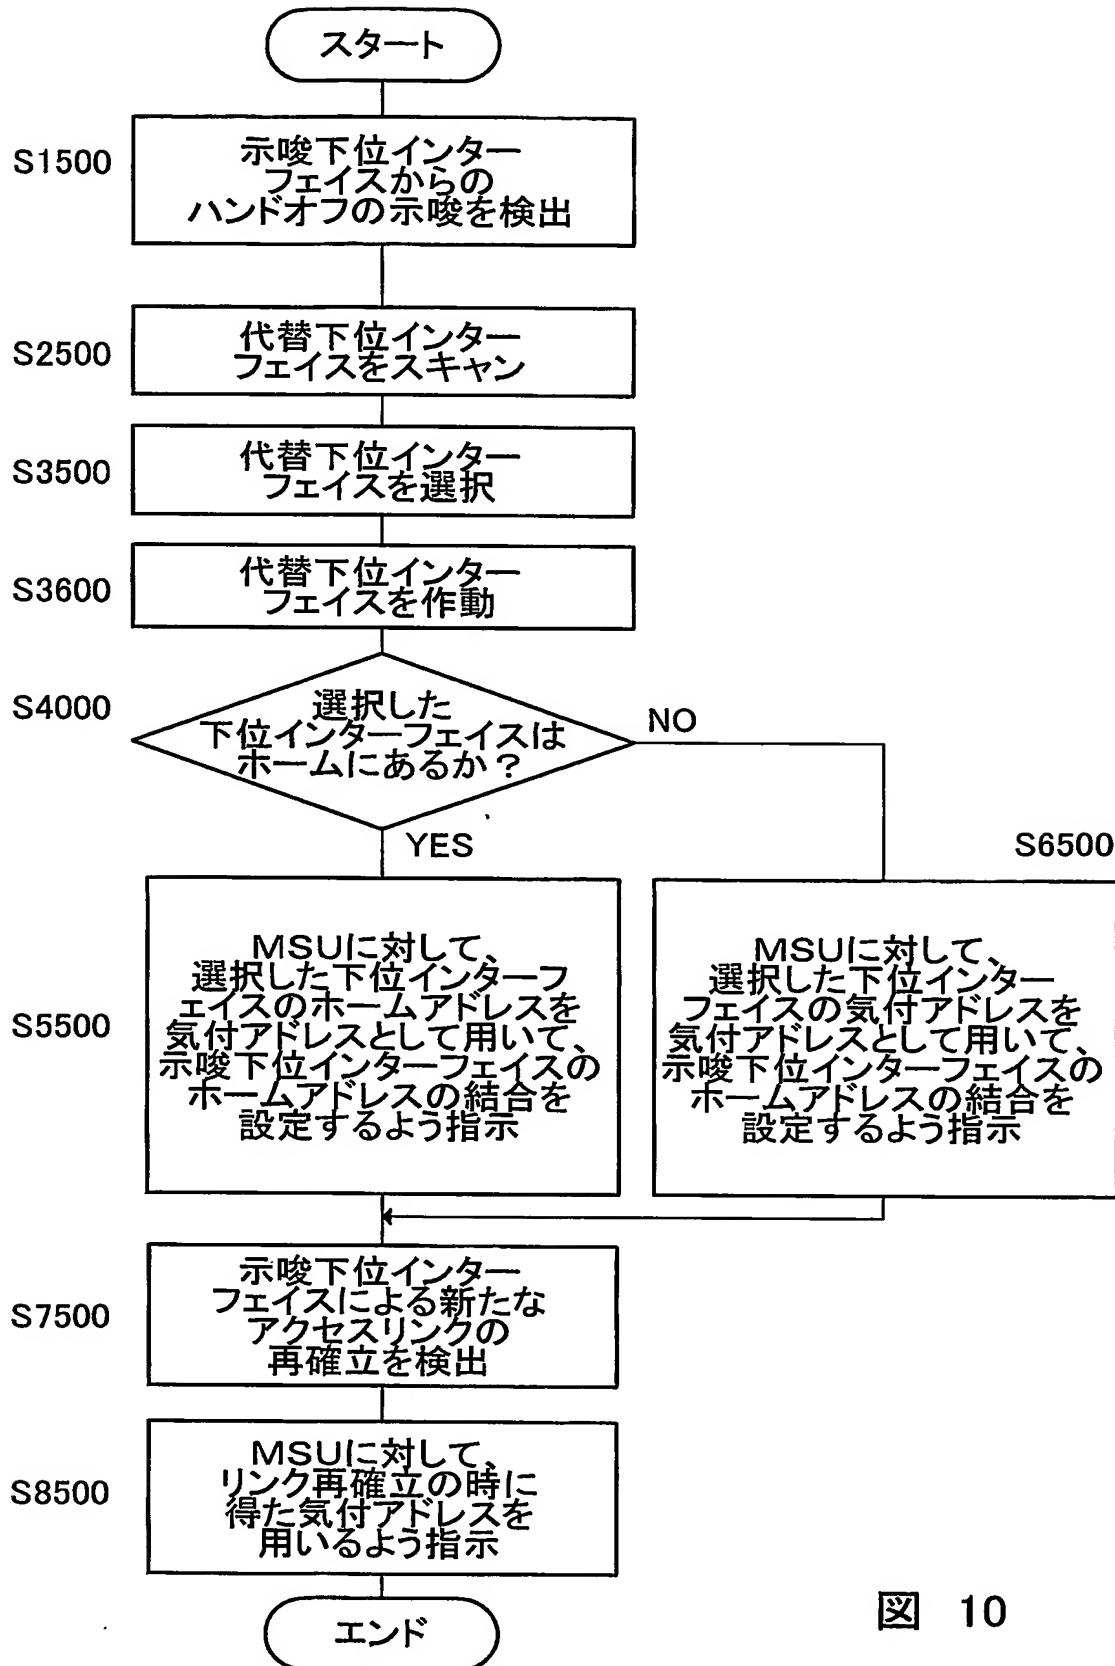 スタート
S1500
示唆下位インター
フェイスからの
ハンドオフの示唆を検出
S2500
代替下位インター
フェイスをスキャン
S3500
代替下位インター
フェイスを選択
S3600
代替下位インター
フェイスを作動
S4000
選択した
下位インターフェイスは
ホームにあるか？
NO
YES
S5500
MSUに対して、
選択した下位インターフ
ェイスのホームアドレスを
気付アドレスとして用いて、
示唆下位インターフェイスの
ホームアドレスの結合を
設定するよう指示
S6500
MSUに対して、
選択した下位インター
フェイスの気付アドレスを
気付アドレスとして用いて、
示唆下位インターフェイスの
ホームアドレスの結合を
設定するよう指示
S7500
示唆下位インター
フェイスによる新たな
アクセスリンクの
再確立を検出
S8500
MSUに対して、
リンク再確立の時に
得た気付アドレスを
用いるよう指示
エンド
図 10